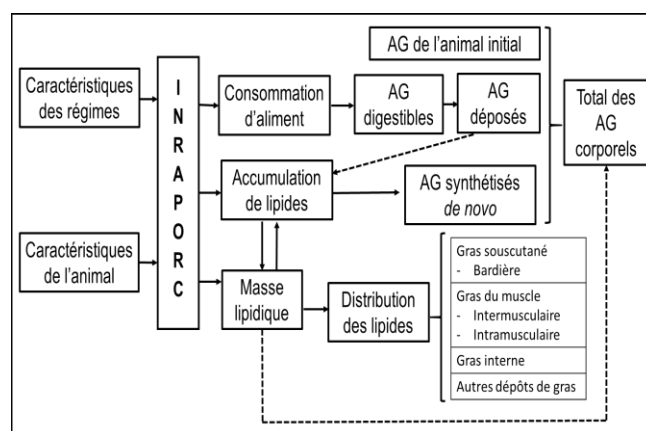 Caractéristiques
des régimes
Caractéristiques
de l'animal
I
N
R
A
P
O
R
C
AG de l'animal initial
Consommation
d'aliment
AG
digestibles
AG
déposés
Total des
AG
corporels
Accumulation
de lipides
AG synthétisés
de novo
Masse
lipidique
Distribution
des lipides
Gras souscutané
- Bardière
Gras du muscle
- Intermusculaire
- Intramusculaire
Gras interne
Autres dépôts de gras